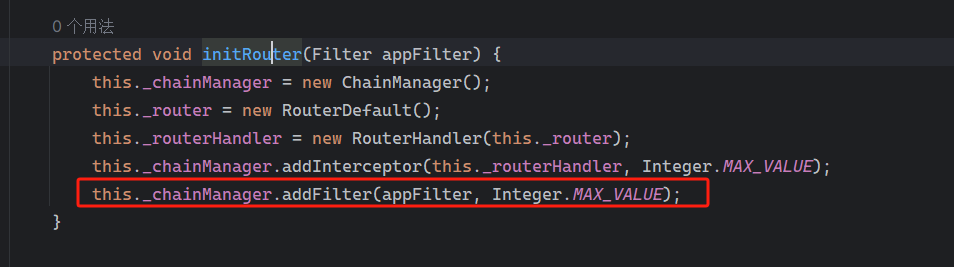 0 个用法
protected void initRouter(Filter appFilter) {
this._chainManager = new ChainManager();
this._router = new RouterDefault();
this._routerHandler = new RouterHandler(this._router);
this._chainManager.addInterceptor(this._routerHandler, Integer.MAX_VALUE);
this._chainManager.addFilter(appFilter, Integer.MAX_VALUE);
}